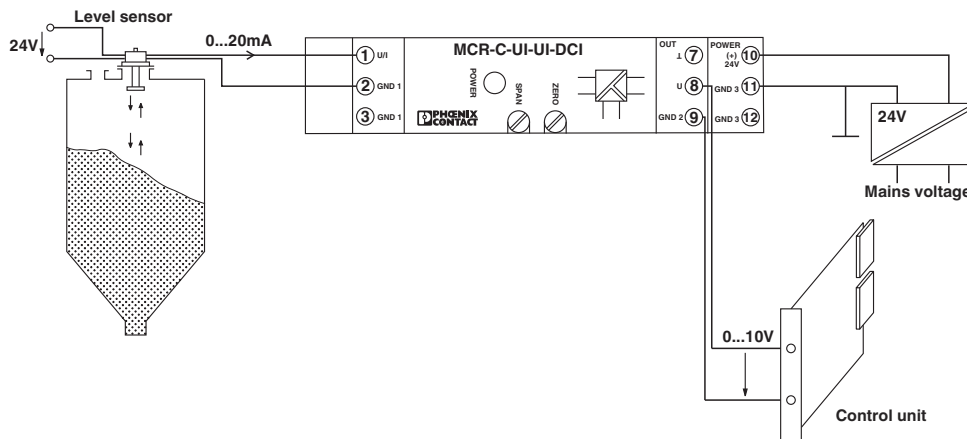 Level sensor
24V
0...20mA
1 U/I
2 GND 1
3 GND 1
MCR-C-UI-UI-DCI
POWER
SPAN
ZERO
PHŒNIX
CONTACT
OUT
⊥ 7
U 8
GND 2 9
POWER
(+)
24V
10
GND 3 11
GND 3 12
24V
Mains voltage
0...10V
Control unit